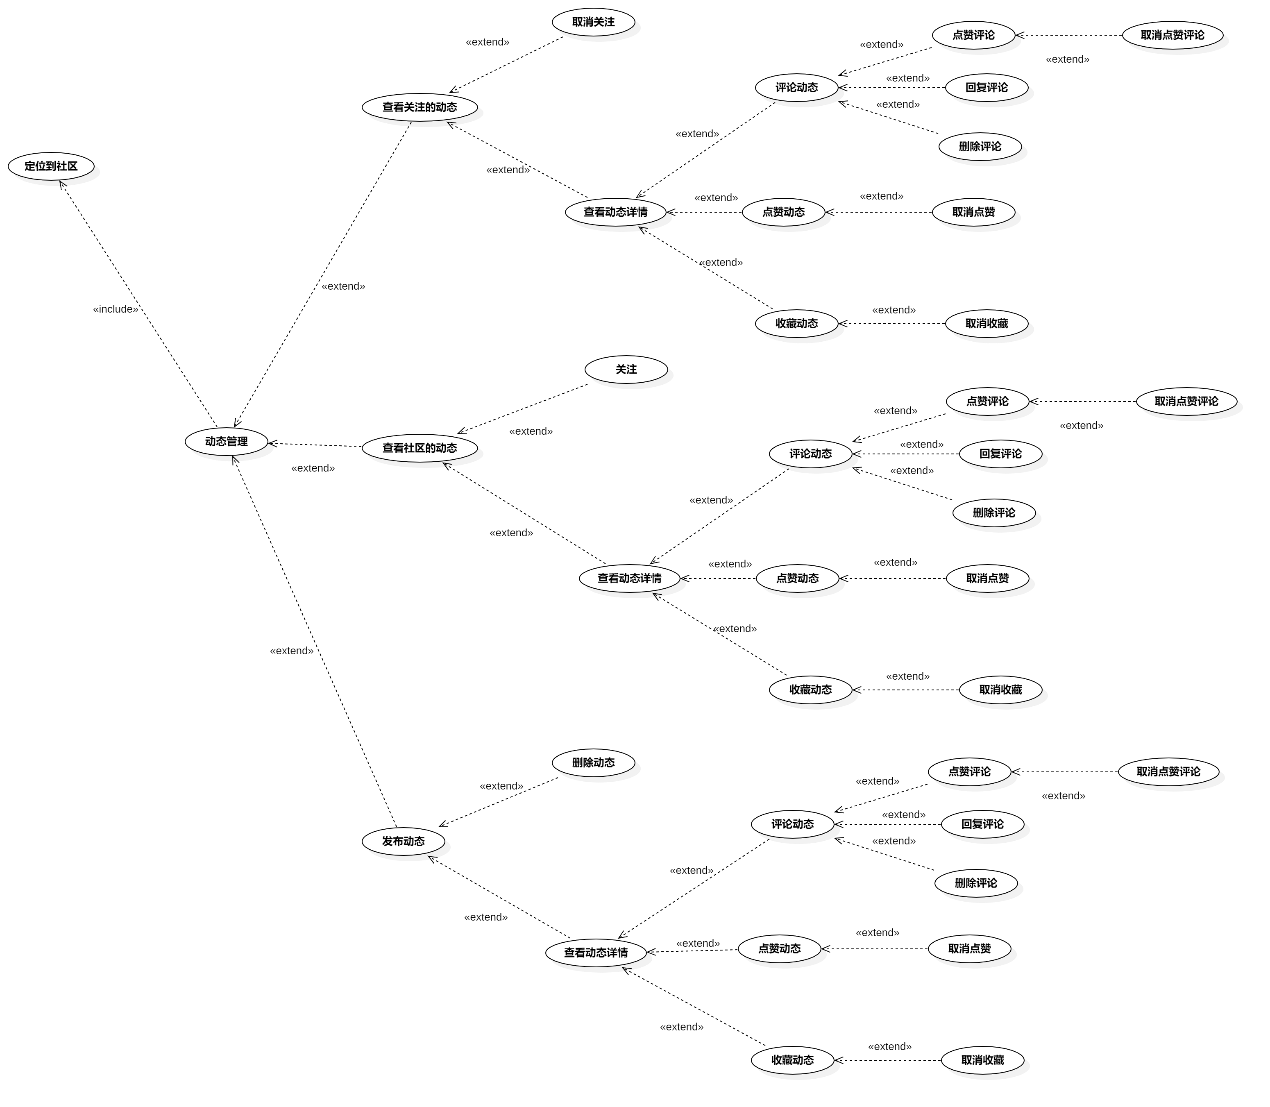 取消关注
«extend»
点赞评论
取消点赞评论
«extend»
«extend»
查看关注的动态
评论动态
«extend»
回复评论
«extend»
删除评论
«extend»
定位到社区
«extend»
查看动态详情
«extend»
点赞动态
«extend»
取消点赞
«extend»
«extend»
«include»
收藏动态
«extend»
取消收藏
关注
«extend»
点赞评论
取消点赞评论
«extend»
«extend»
动态管理
«extend»
查看社区的动态
评论动态
«extend»
回复评论
«extend»
删除评论
«extend»
«extend»
查看动态详情
«extend»
点赞动态
«extend»
取消点赞
«extend»
«extend»
收藏动态
«extend»
取消收藏
删除动态
«extend»
点赞评论
取消点赞评论
«extend»
«extend»
发布动态
评论动态
«extend»
回复评论
«extend»
删除评论
«extend»
«extend»
查看动态详情
«extend»
点赞动态
«extend»
取消点赞
«extend»
收藏动态
«extend»
取消收藏